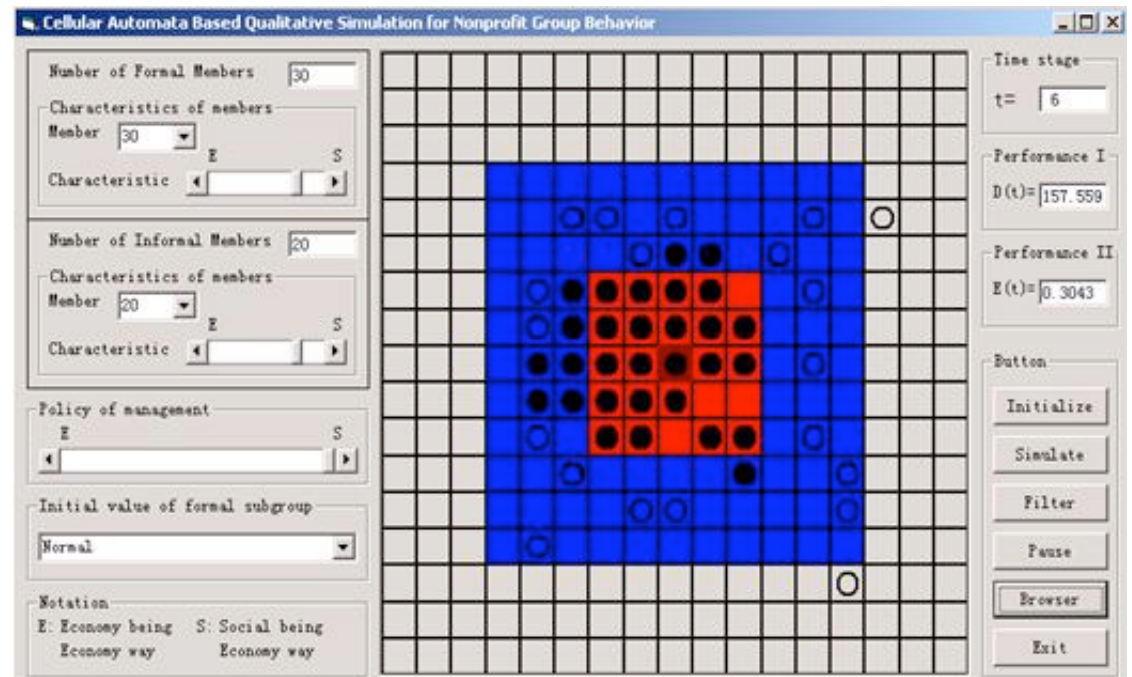 Cellular Automata Based Qualitative Simulation for Nonprofit Group Behavior
Number of Formal Members 30
Characteristics of members
Member 30
E S
Characteristic
Number of Informal Members 20
Characteristics of members
Member 20
E S
Characteristic
Policy of management
E S
Initial value of formal subgroup
Normal
Notation
E: Economy being S: Social being
Economy way Economy way
Time stage
t= 6
Performance I
D(t)= 157.559
Performance II
E(t)= 0.3043
Button
Initialize
Simulate
Filter
Pause
Browser
Exit